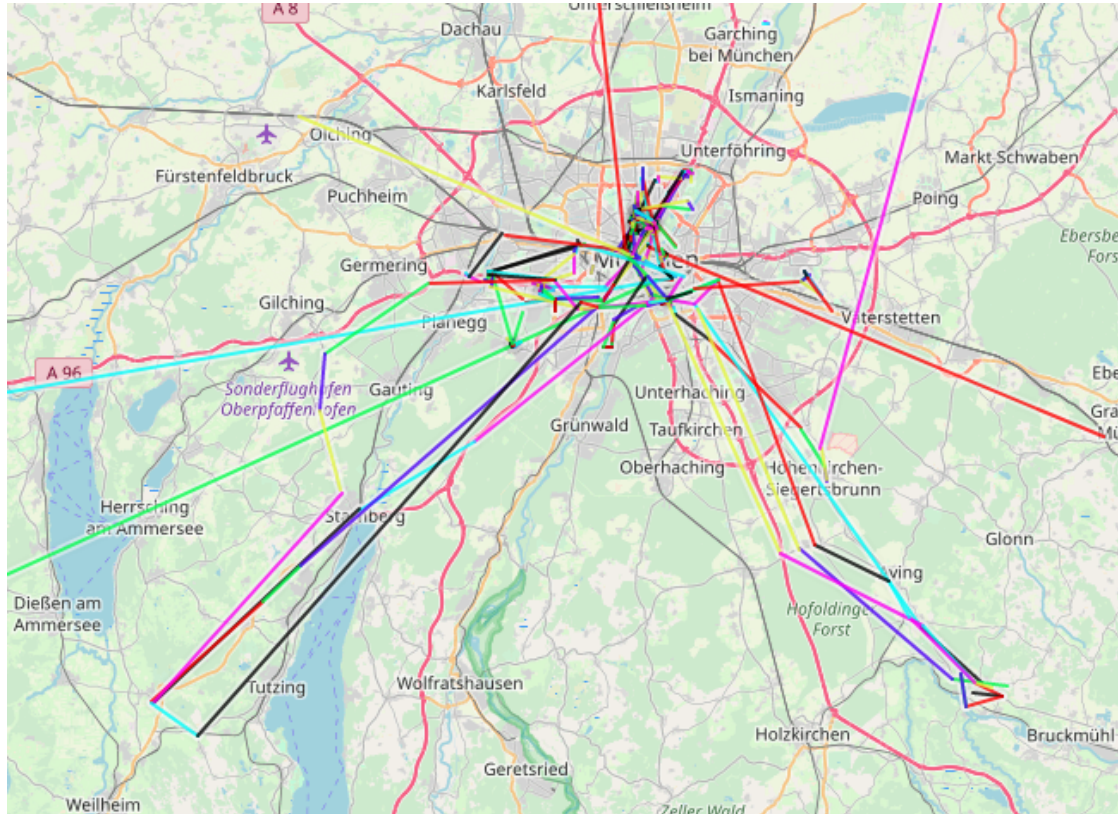 Unterschleißheim
A 8
Dachau
Garching
bei München
Karlsfeld
Ismaning
Olching
Unterföhring
Fürstenfeldbruck
Markt Schwaben
Puchheim
Poing
Germering
Gilching
Planegg
Vaterstetten
A 96
Sonderflughafen
Oberpfaffenhofen
Gauting
Unterhaching
Grünwald
Taufkirchen
Oberhaching
Höhenkirchen-
Siegertsbrunn
Herrsching
am Ammersee
Starnberg
Glonn
Aying
Dießen am
Ammersee
Hofoldinger
Forst
Tutzing
Wolfratshausen
Holzkirchen
Bruckmühl
Geretsried
Weilheim
Zeller Wald